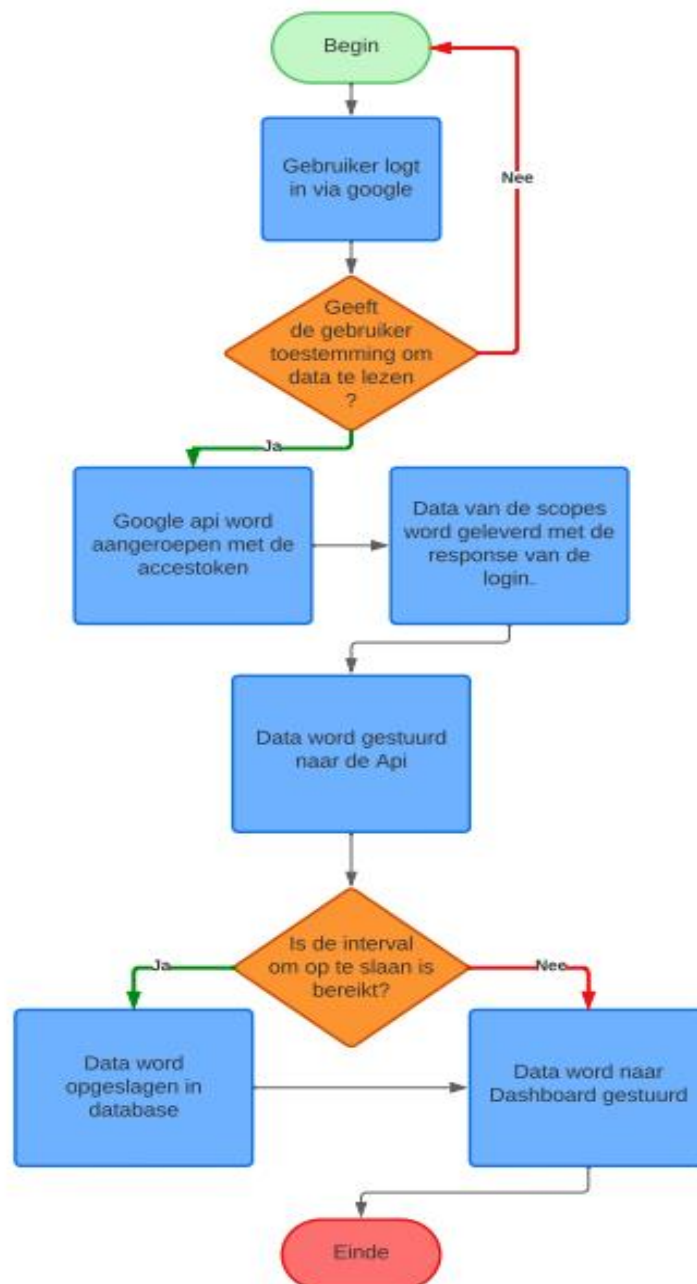 Begin
Nee
Gebruiker logt
in via google
Geeft
de gebruiker
toestemming om
data te lezen
?
Ja
Google api word
aangeroepen met de
accestoken
Data van de scopes
word geleverd met de
response van de
login.
Data word gestuurd
naar de Api
Is de interval
om op te slaan is
bereikt?
Ja
Nee
Data word
opgeslagen in
database
Data word naar
Dashboard gestuurd
Einde